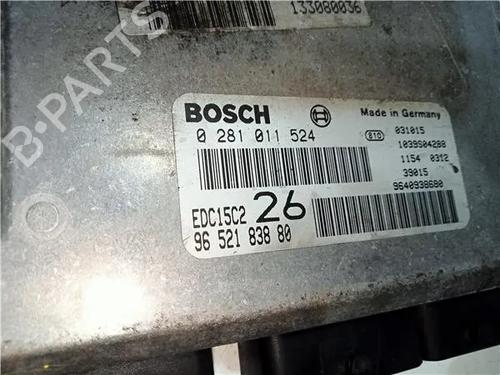 133080036
BOSCH
Made in Germany
0 281 011 524
610
031015
1039S04288
1154 0312
39015
9640938680
EDC15C2 26
96 521 838 80
B-PARTS